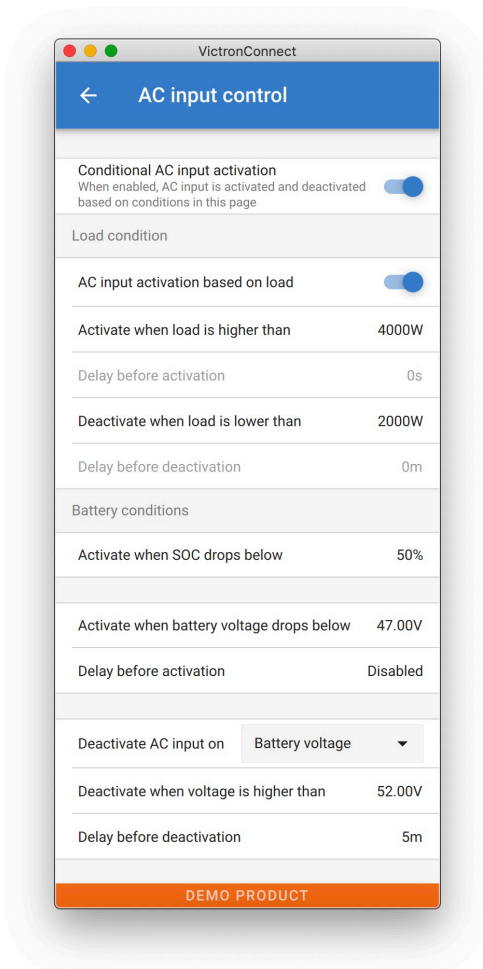 VictronConnect
AC input control
Conditional AC input activation
When enabled, AC input is activated and deactivated
based on conditions in this page
Load condition
AC input activation based on load
Activate when load is higher than 4000W
Delay before activation 0s
Deactivate when load is lower than 2000W
Delay before deactivation 0m
Battery conditions
Activate when SOC drops below 50%
Activate when battery voltage drops below 47.00V
Delay before activation Disabled
Deactivate AC input on Battery voltage
Deactivate when voltage is higher than 52.00V
Delay before deactivation 5m
DEMO PRODUCT